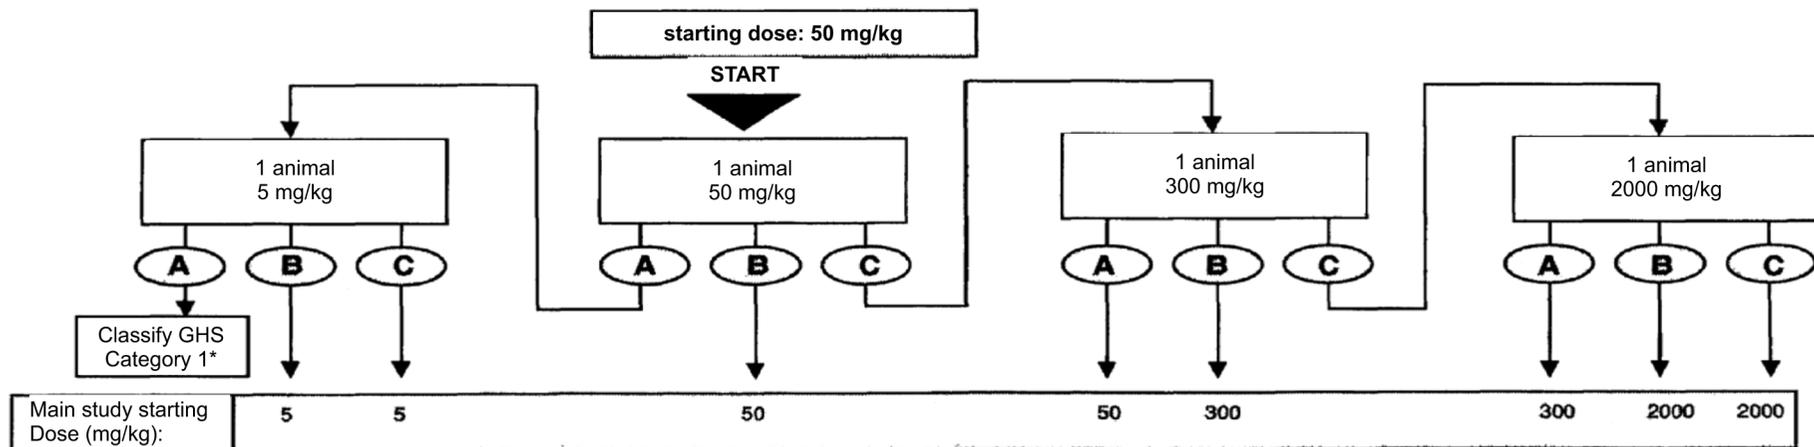 starting dose: 50 mg/kg
START
1 animal
5 mg/kg
1 animal
50 mg/kg
1 animal
300 mg/kg
1 animal
2000 mg/kg
A B C
A B C
A B C
A B C
Classify GHS
Category 1*
Main study starting
Dose (mg/kg):
5 5 50 50 300 300 2000 2000